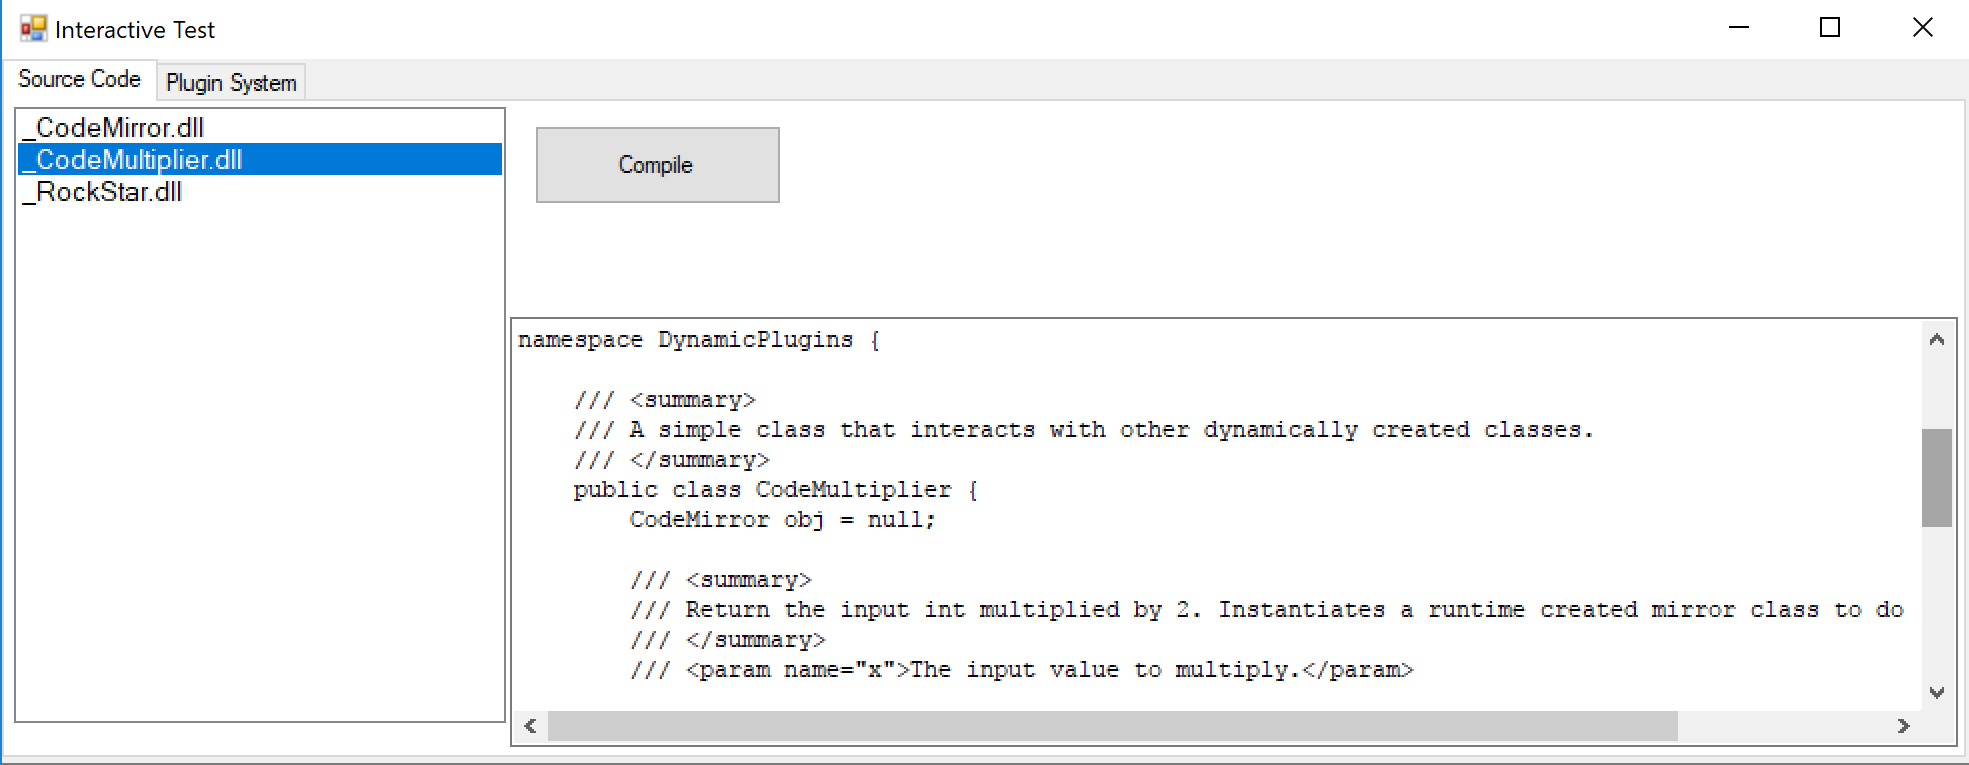 Interactive Test
Source Code
Plugin System
_CodeMirror.dll
_CodeMultiplier.dll
_RockStar.dll
Compile
namespace DynamicPlugins {
/// <summary>
/// A simple class that interacts with other dynamically created classes.
/// </summary>
public class CodeMultiplier {
CodeMirror obj = null;
/// <summary>
/// Return the input int multiplied by 2. Instantiates a runtime created mirror class to do
/// </summary>
/// <param name="x">The input value to multiply.</param>